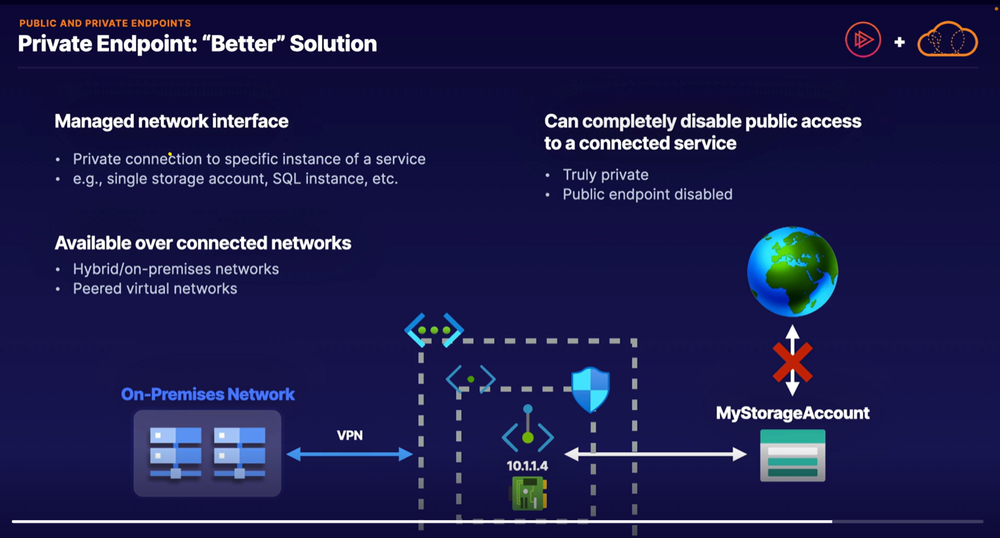 PUBLIC AND PRIVATE ENDPOINTS
Private Endpoint: “Better” Solution
Managed network interface
• Private connection to specific instance of a service
• e.g., single storage account, SQL instance, etc.
Available over connected networks
• Hybrid/on-premises networks
• Peered virtual networks
Can completely disable public access
to a connected service
• Truly private
• Public endpoint disabled
On-Premises Network
VPN
10.1.1.4
MyStorageAccount